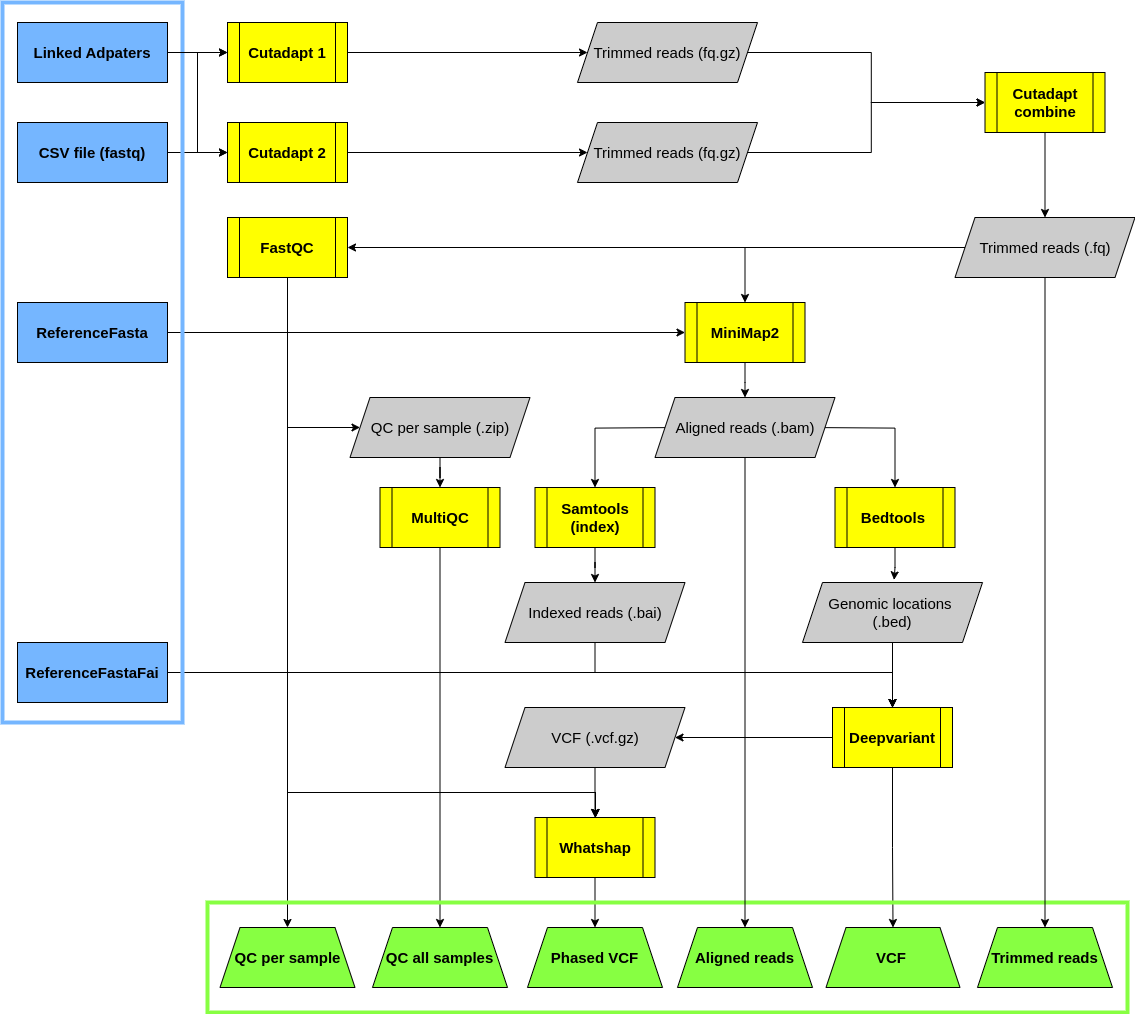 Linked Adpaters
Cutadapt 1
Trimmed reads (fq.gz)
Cutadapt
combine
CSV file (fastq)
Cutadapt 2
Trimmed reads (fq.gz)
FastQC
Trimmed reads (.fq)
ReferenceFasta
MiniMap2
QC per sample (.zip)
Aligned reads (.bam)
MultiQC
Samtools
(index)
Bedtools
Indexed reads (.bai)
Genomic locations
(.bed)
ReferenceFastaFai
VCF (.vcf.gz)
Deepvariant
Whatshap
QC per sample
QC all samples
Phased VCF
Aligned reads
VCF
Trimmed reads